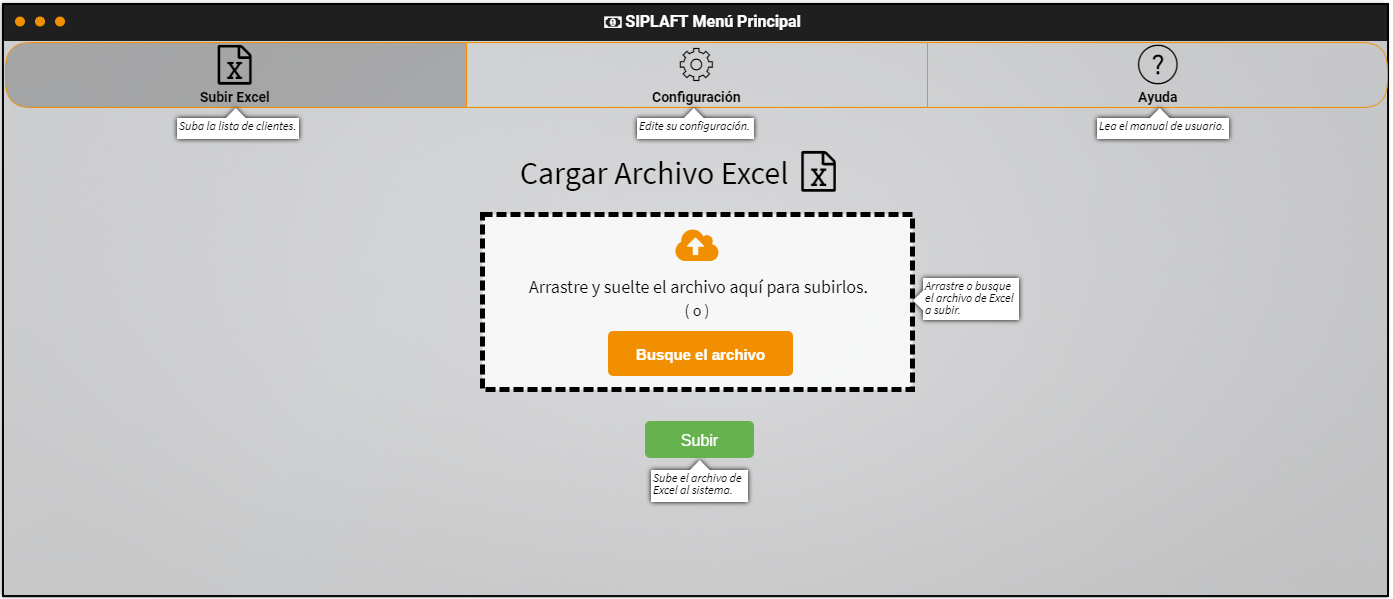 SIPLAFT Menú Principal
Subir Excel
Configuración
Ayuda
Suba la lista de clientes.
Edite su configuración.
Lea el manual de usuario.
Cargar Archivo Excel
Arrastre y suelte el archivo aquí para subirlos.
( o )
Busque el archivo
Arrastre o busque
el archivo de Excel
a subir.
Subir
Sube el archivo de
Excel al sistema.